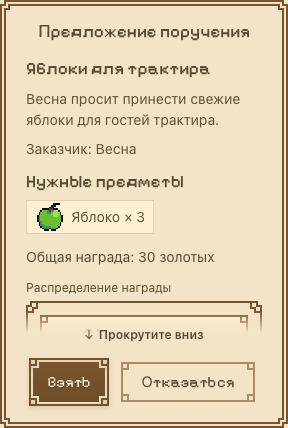 Предложение поручения
Яблоки для трактира
Весна просит принести свежие
яблоки для гостей трактира.
Заказчик: Весна
Нужные предметы
Яблоко × 3
Общая награда: 30 золотых
Распределение награды
↓ Прокрутите вниз
Взять
Отказаться